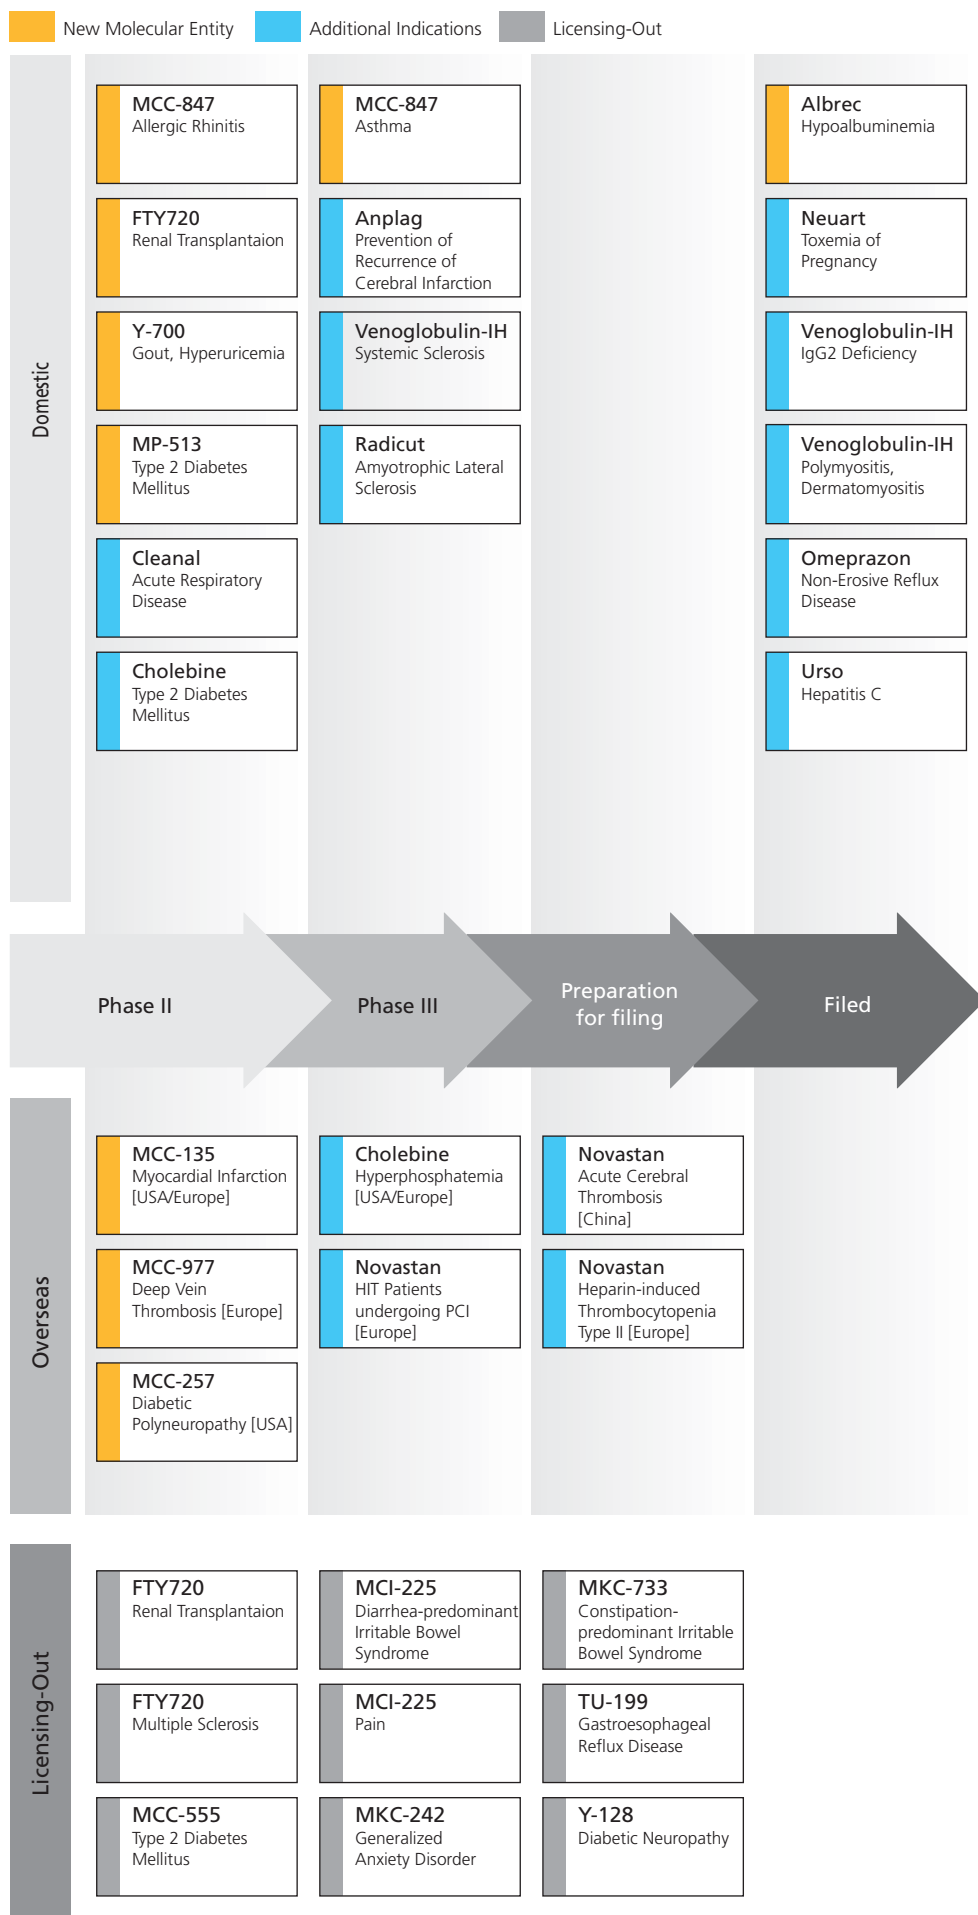 New Molecular Entity
Additional Indications
Licensing-Out
Domestic
MCC-847
Allergic Rhinitis
FTY720
Renal Transplantaion
Y-700
Gout, Hyperuricemia
MP-513
Type 2 Diabetes
Mellitus
Cleanal
Acute Respiratory
Disease
Cholebine
Type 2 Diabetes
Mellitus
MCC-847
Asthma
Anplag
Prevention of
Recurrence of
Cerebral Infarction
Venoglobulin-IH
Systemic Sclerosis
Radicut
Amyotrophic Lateral
Sclerosis
Albrec
Hypoalbuminemia
Neuart
Toxemia of
Pregnancy
Venoglobulin-IH
IgG2 Deficiency
Venoglobulin-IH
Polymyositis,
Dermatomyositis
Omeprazon
Non-Erosive Reflux
Disease
Urso
Hepatitis C
Phase II
Phase III
Preparation
for filing
Filed
Overseas
MCC-135
Myocardial Infarction
[USA/Europe]
MCC-977
Deep Vein
Thrombosis [Europe]
MCC-257
Diabetic
Polyneuropathy [USA]
Cholebine
Hyperphosphatemia
[USA/Europe]
Novastan
HIT Patients
undergoing PCI
[Europe]
Novastan
Acute Cerebral
Thrombosis
[China]
Novastan
Heparin-induced
Thrombocytopenia
Type II [Europe]
Licensing-Out
FTY720
Renal Transplantaion
FTY720
Multiple Sclerosis
MCC-555
Type 2 Diabetes
Mellitus
MCI-225
Diarrhea-predominant
Irritable Bowel
Syndrome
MCI-225
Pain
MKC-242
Generalized
Anxiety Disorder
MKC-733
Constipation-
predominant Irritable
Bowel Syndrome
TU-199
Gastroesophageal
Reflux Disease
Y-128
Diabetic Neuropathy